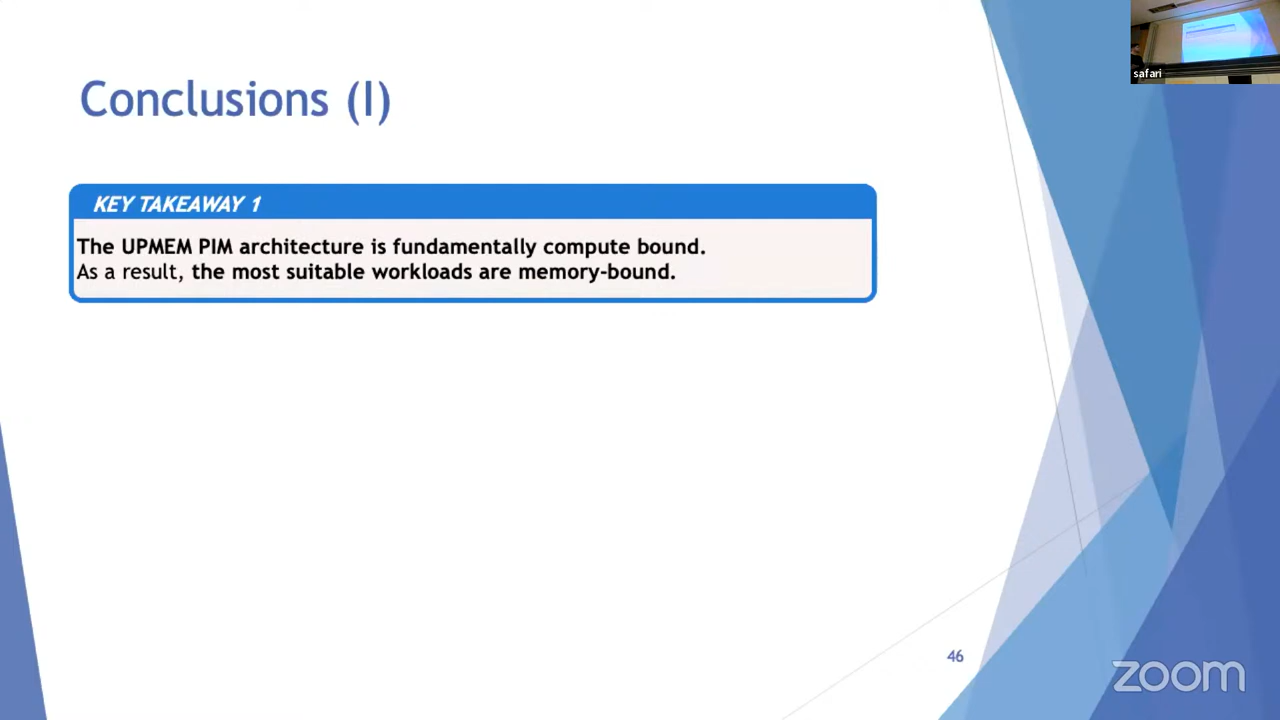 safari
Conclusions (I)
KEY TAKEAWAY 1
The UPMEM PIM architecture is fundamentally compute bound.
As a result, the most suitable workloads are memory-bound.
46
zoom